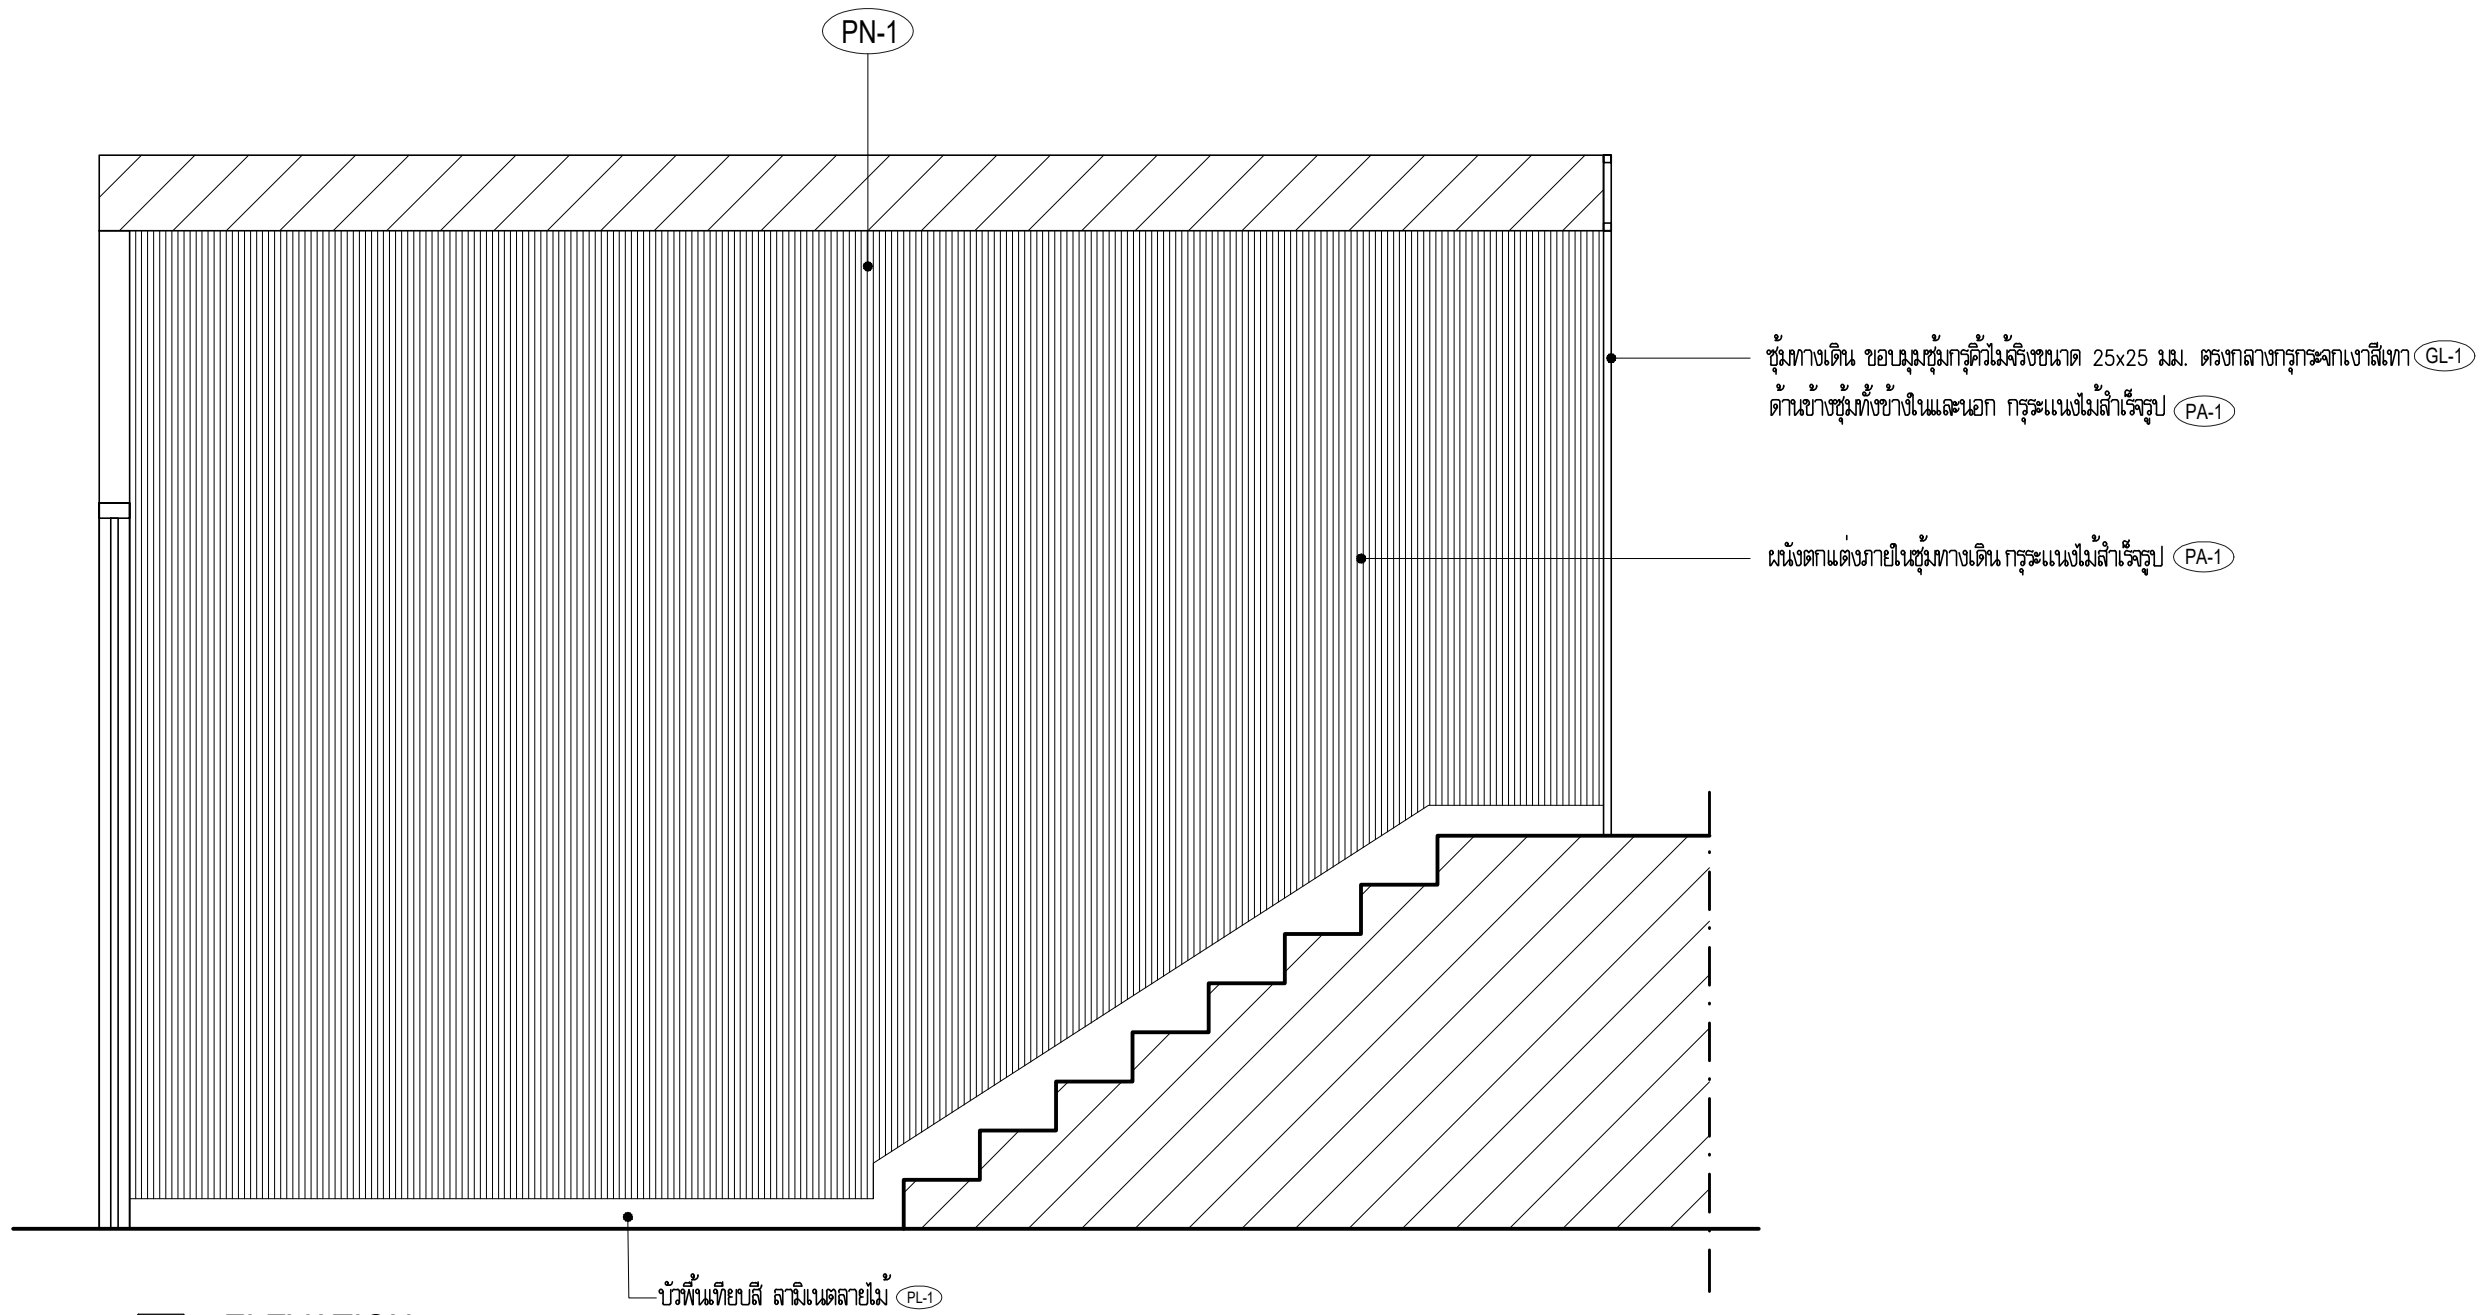 PN-1
ซุ้มทางเดิน ขอบมุมซุ้มกรุคิ้วไม้จริงขนาด 25x25 มม. ตรงกลางกรุกระจกเงาสีเทา GL-1
ด้านข้างซุ้มทั้งข้างในและนอก กรุระแนงไม้สำเร็จรูป PA-1
ผนังตกแต่งภายในซุ้มทางเดิน กรุระแนงไม้สำเร็จรูป PA-1
บัวพื้นเทียบสี ลามิเนตลายไม้ PL-1